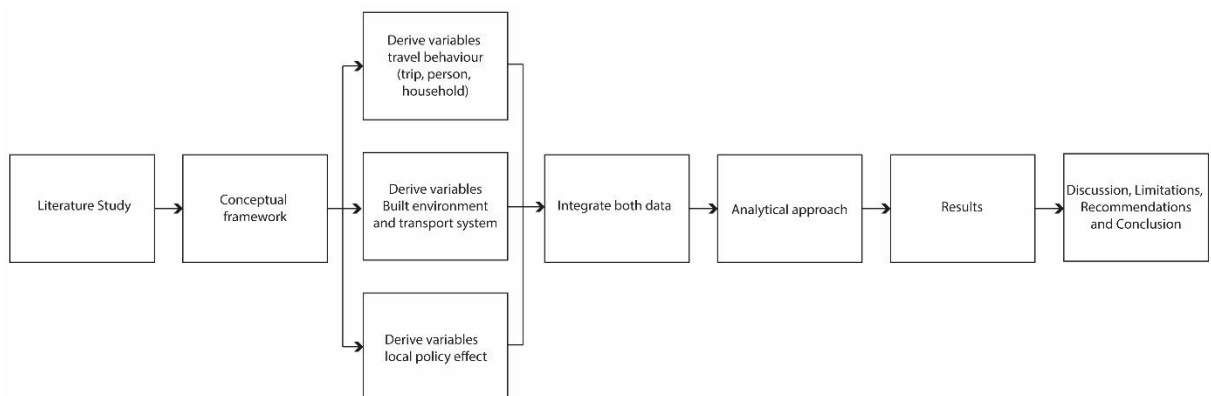 Literature Study
Conceptual
framework
Derive variables
travel behaviour
(trip, person,
household)
Derive variables
Built environment
and transport system
Derive variables
local policy effect
Integrate both data
Analytical approach
Results
Discussion, Limitations,
Recommendations
and Conclusion